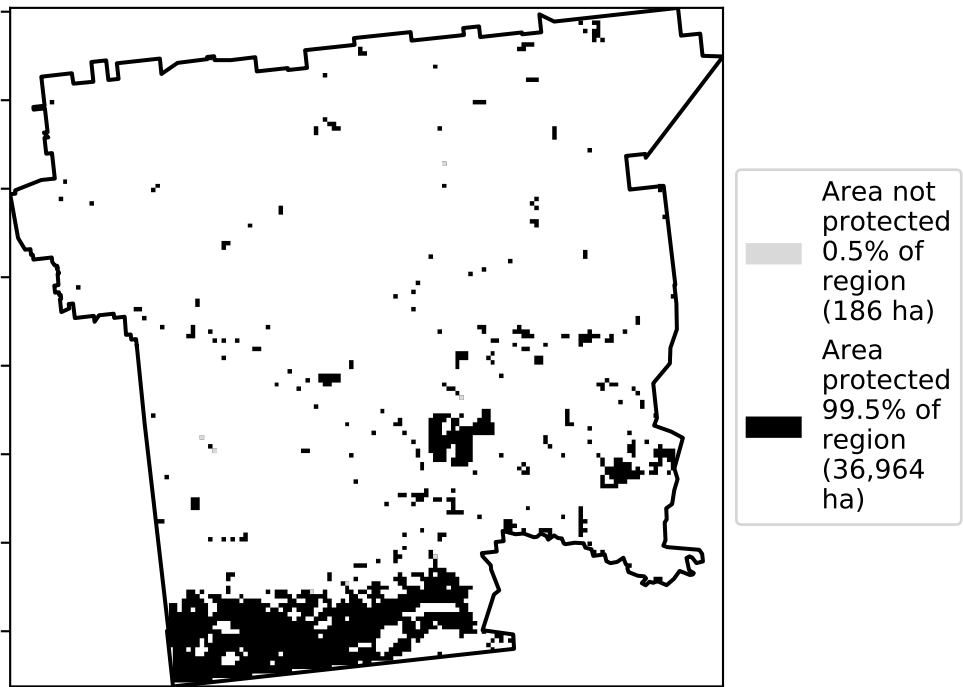 Area not
protected
0.5% of
region
(186 ha)
Area
protected
99.5% of
region
(36,964
ha)